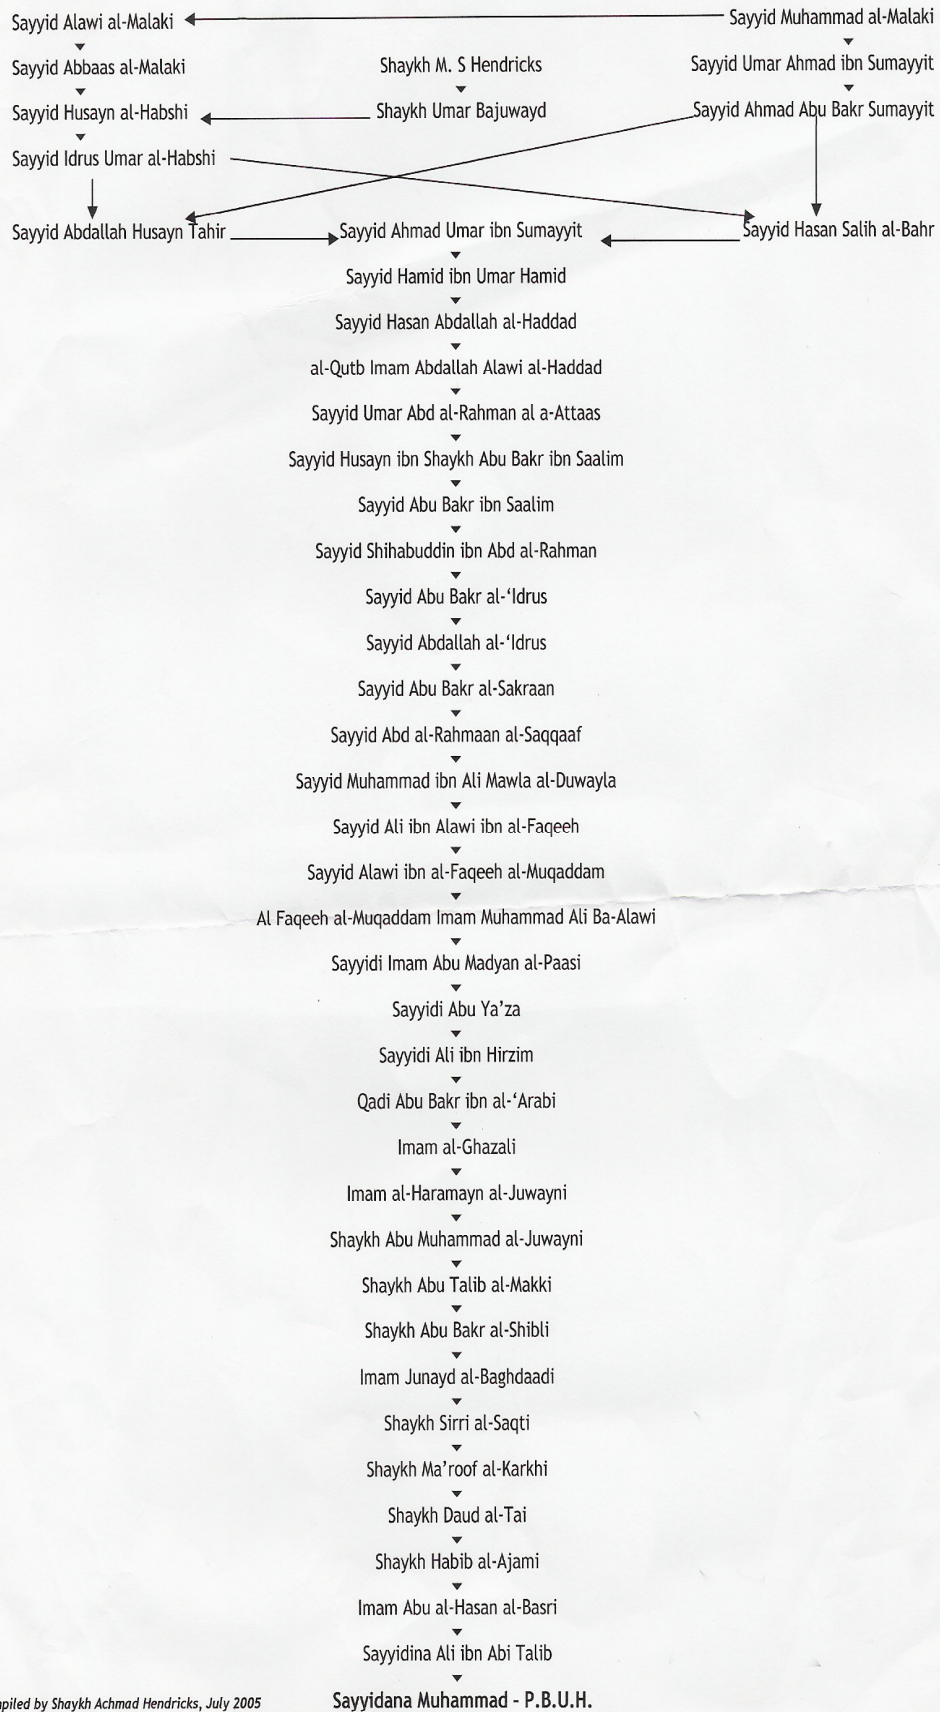 Sayyid Alawi al-Malaki
Sayyid Muhammad al-Malaki
Sayyid Abbaas al-Malaki
Shaykh M. S Hendricks
Sayyid Umar Ahmad ibn Sumayyit
Sayyid Husayn al-Habshi
Shaykh Umar Bajuwayd
Sayyid Ahmad Abu Bakr Sumayyit
Sayyid Idrus Umar al-Habshi
Sayyid Abdallah Husayn Tahir
Sayyid Ahmad Umar ibn Sumayyit
Sayyid Hasan Salih al-Bahr
Sayyid Hamid ibn Umar Hamid
Sayyid Hasan Abdallah al-Haddad
al-Qutb Imam Abdallah Alawi al-Haddad
Sayyid Umar Abd al-Rahman al a-Attaas
Sayyid Husayn ibn Shaykh Abu Bakr ibn Saalim
Sayyid Abu Bakr ibn Saalim
Sayyid Shihabuddin ibn Abd al-Rahman
Sayyid Abu Bakr al-‘Idrus
Sayyid Abdallah al-‘Idrus
Sayyid Abu Bakr al-Sakraan
Sayyid Abd al-Rahmaan al-Saqqaaf
Sayyid Muhammad ibn Ali Mawla al-Duwayla
Sayyid Ali ibn Alawi ibn al-Faqeeh
Sayyid Alawi ibn al-Faqeeh al-Muqaddam
Al Faqeeh al-Muqaddam Imam Muhammad Ali Ba-Alawi
Sayyidi Imam Abu Madyan al-Paasi
Sayyidi Abu Ya’za
Sayyidi Ali ibn Hirzim
Qadi Abu Bakr ibn al-‘Arabi
Imam al-Ghazali
Imam al-Haramayn al-Juwayni
Shaykh Abu Muhammad al-Juwayni
Shaykh Abu Talib al-Makki
Shaykh Abu Bakr al-Shibli
Imam Junayd al-Baghdaadi
Shaykh Sirri al-Saqti
Shaykh Ma’roof al-Karkhi
Shaykh Daud al-Tai
Shaykh Habib al-Ajami
Imam Abu al-Hasan al-Basri
Sayyidina Ali ibn Abi Talib
Sayyidana Muhammad - P.B.U.H.
mpiled by Shaykh Achmad Hendricks, July 2005